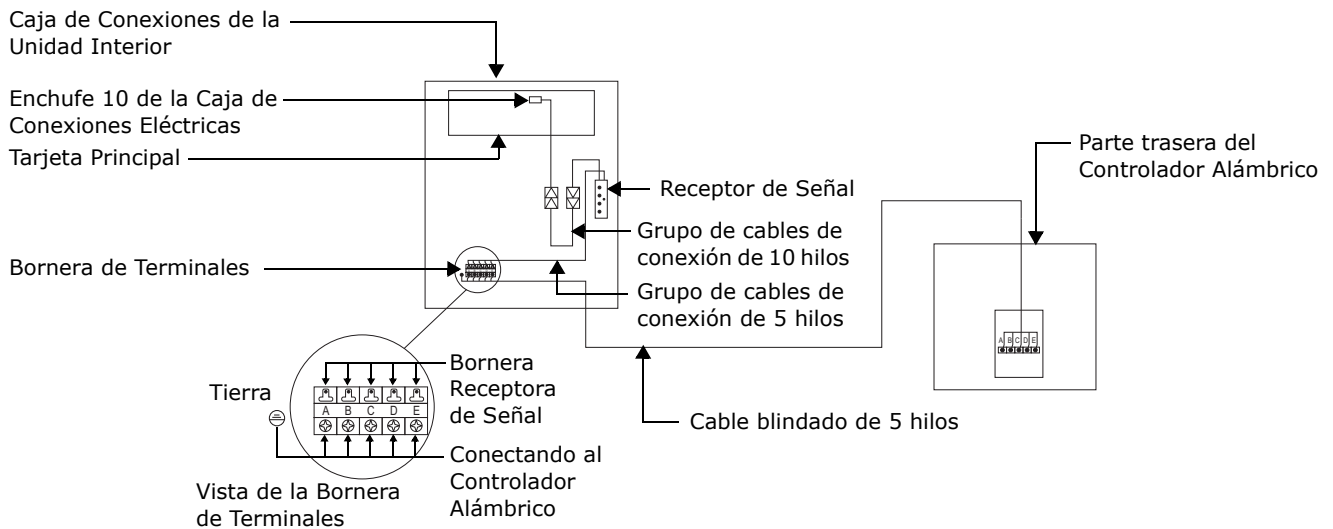 Caja de Conexiones de la
Unidad Interior
Enchufe 10 de la Caja de
Conexiones Eléctricas
Tarjeta Principal
Parte trasera del
Controlador Alámbrico
Receptor de Señal
Grupo de cables de
conexión de 10 hilos
Bornera de Terminales
Grupo de cables de
conexión de 5 hilos
A B C D E
Bornera
Receptora
de Señal
Tierra
A B C D E
Cable blindado de 5 hilos
Conectando al
Controlador
Alámbrico
Vista de la Bornera
de Terminales